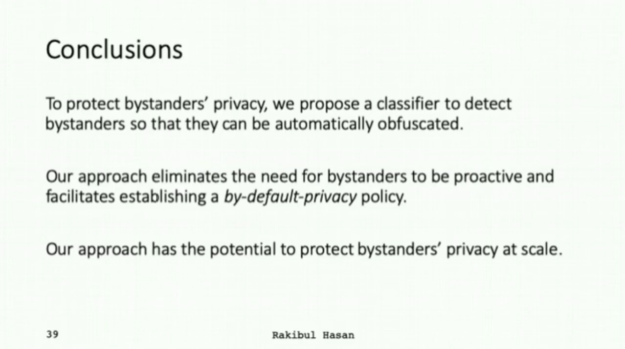 Conclusions
To protect bystanders’ privacy, we propose a classifier to detect
bystanders so that they can be automatically obfuscated.
Our approach eliminates the need for bystanders to be proactive and
facilitates establishing a by-default-privacy policy.
Our approach has the potential to protect bystanders’ privacy at scale.
39
Rakibul Hasan